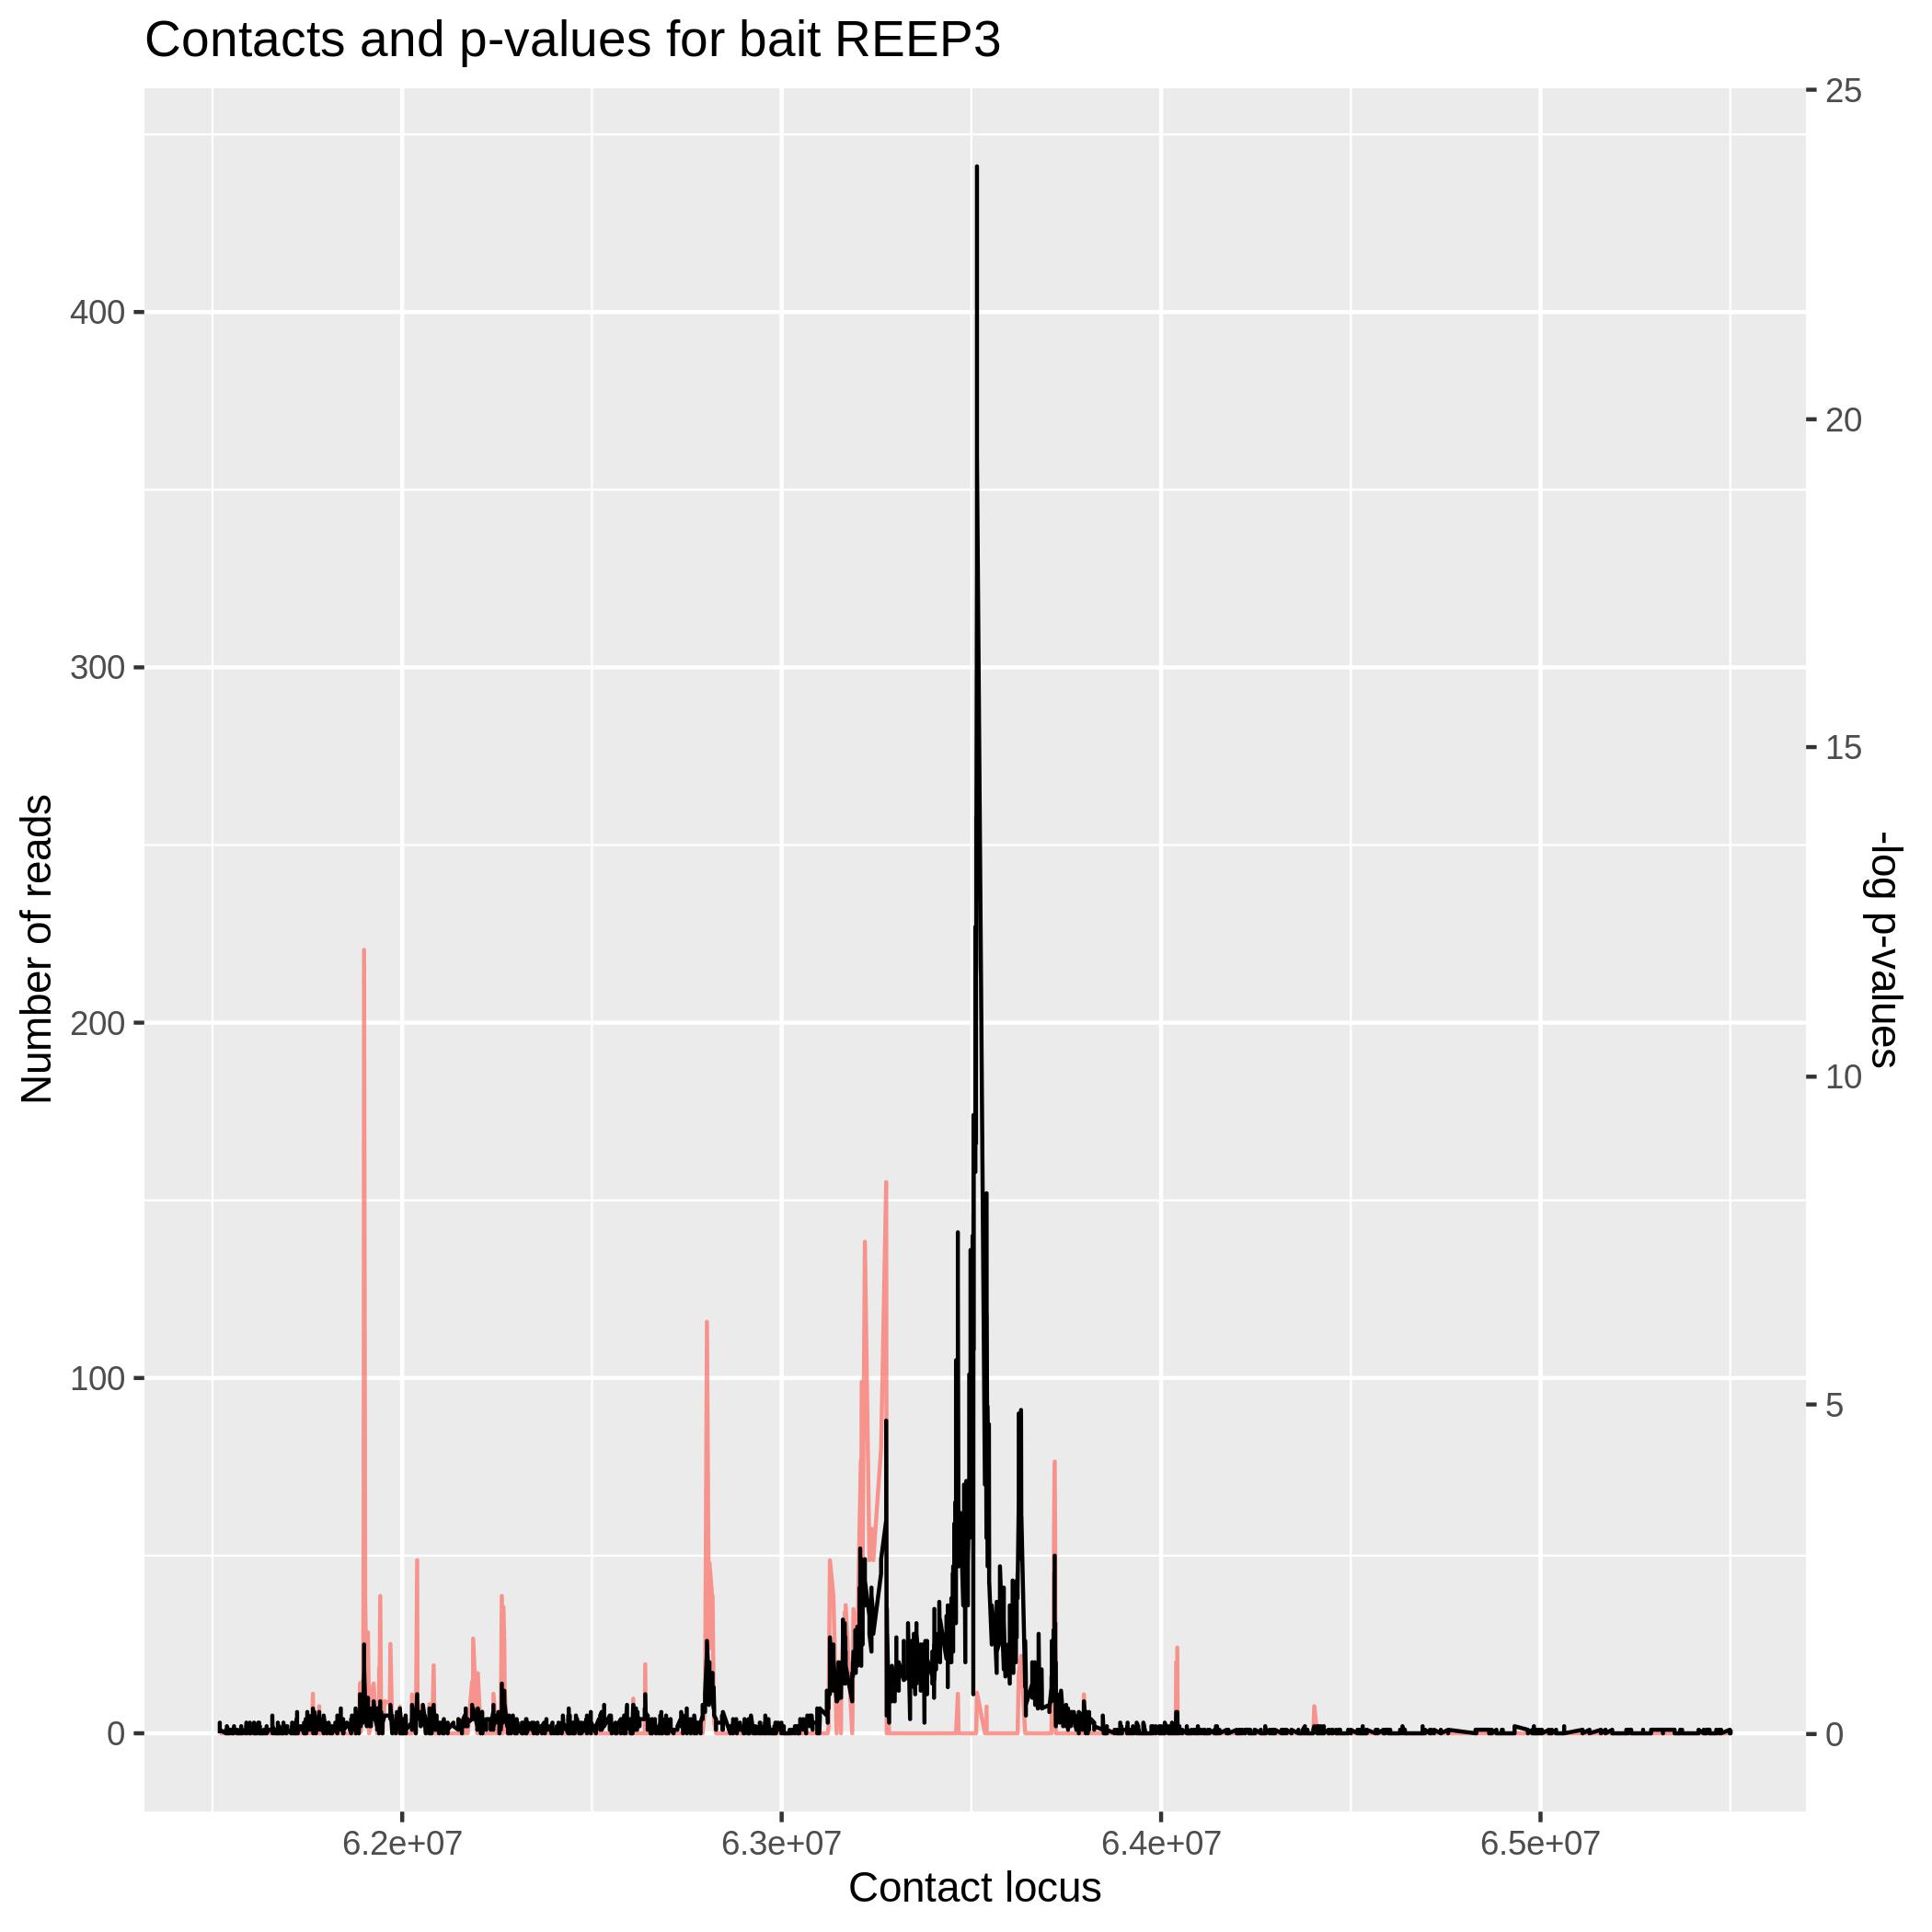 Contacts and p-values for bait REEP3
Number of reads
400
300
200
100
0
25
20
15
10
5
0
-log p-values
6.2e+07
6.3e+07
6.4e+07
6.5e+07
Contact locus